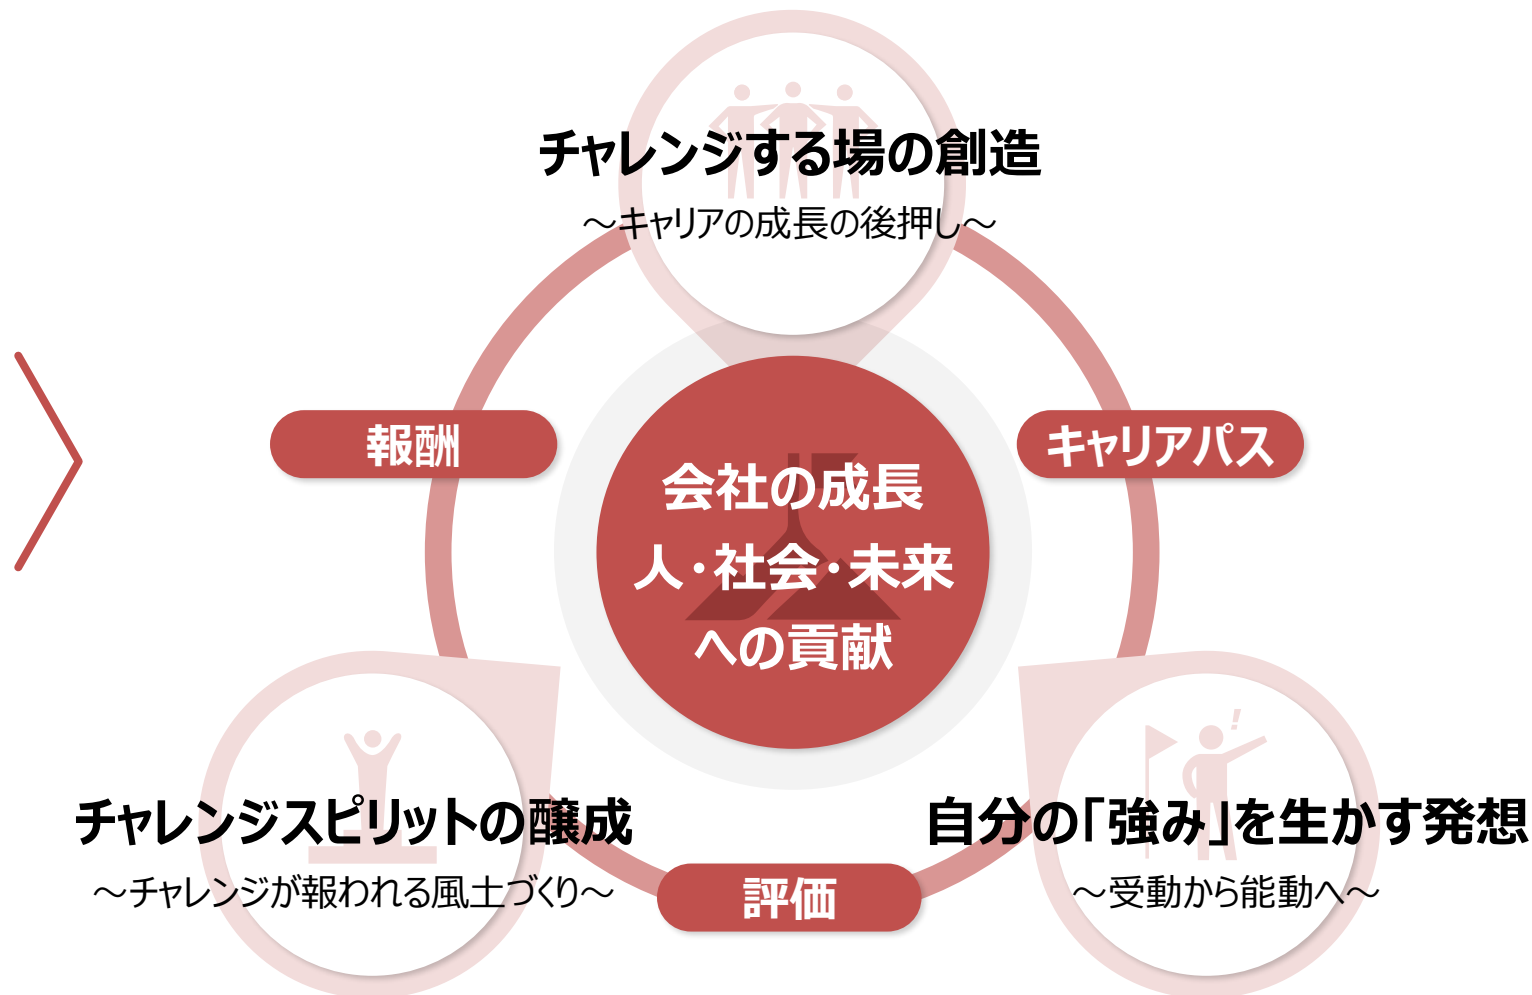 チャレンジする場の創造
～キャリアの成長の後押し～
報酬
キャリアパス
会社の成長
人・社会・未来
への貢献
チャレンジスピリットの醸成
～チャレンジが報われる風土づくり～
自分の「強み」を生かす発想
～受動から能動へ～
評価